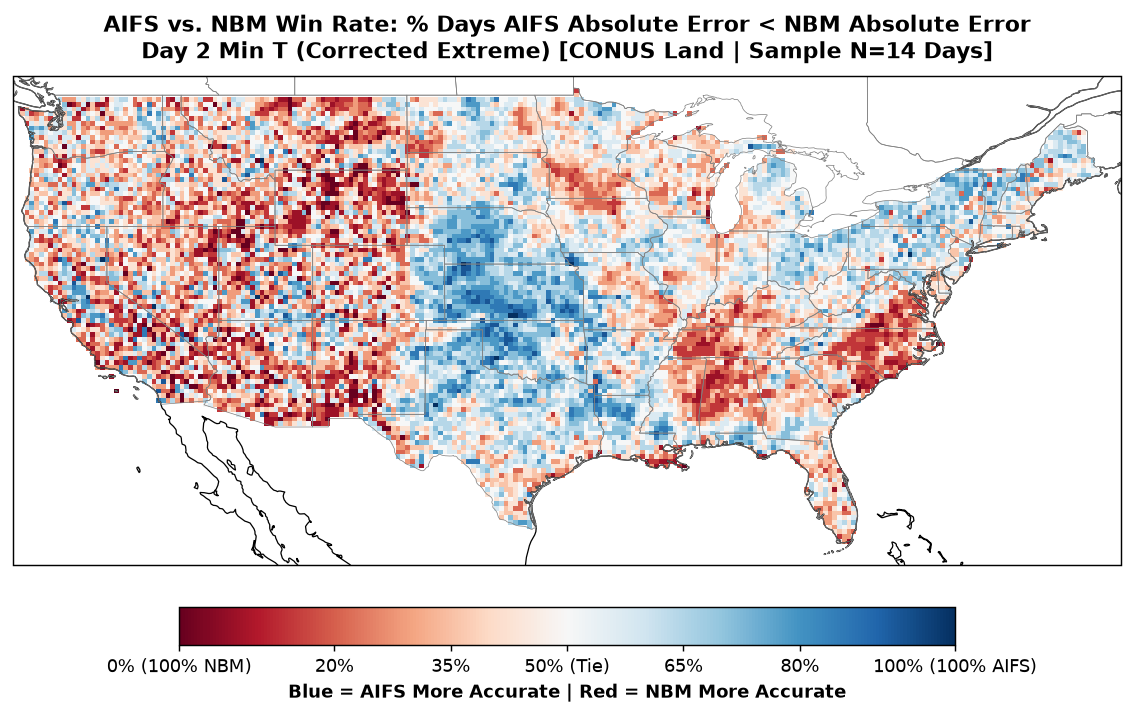 AIFS vs. NBM Win Rate: % Days AIFS Absolute Error < NBM Absolute Error
Day 2 Min T (Corrected Extreme) [CONUS Land | Sample N=14 Days]
0% (100% NBM) 20% 35% 50% (Tie) 65% 80% 100% (100% AIFS)
Blue = AIFS More Accurate | Red = NBM More Accurate